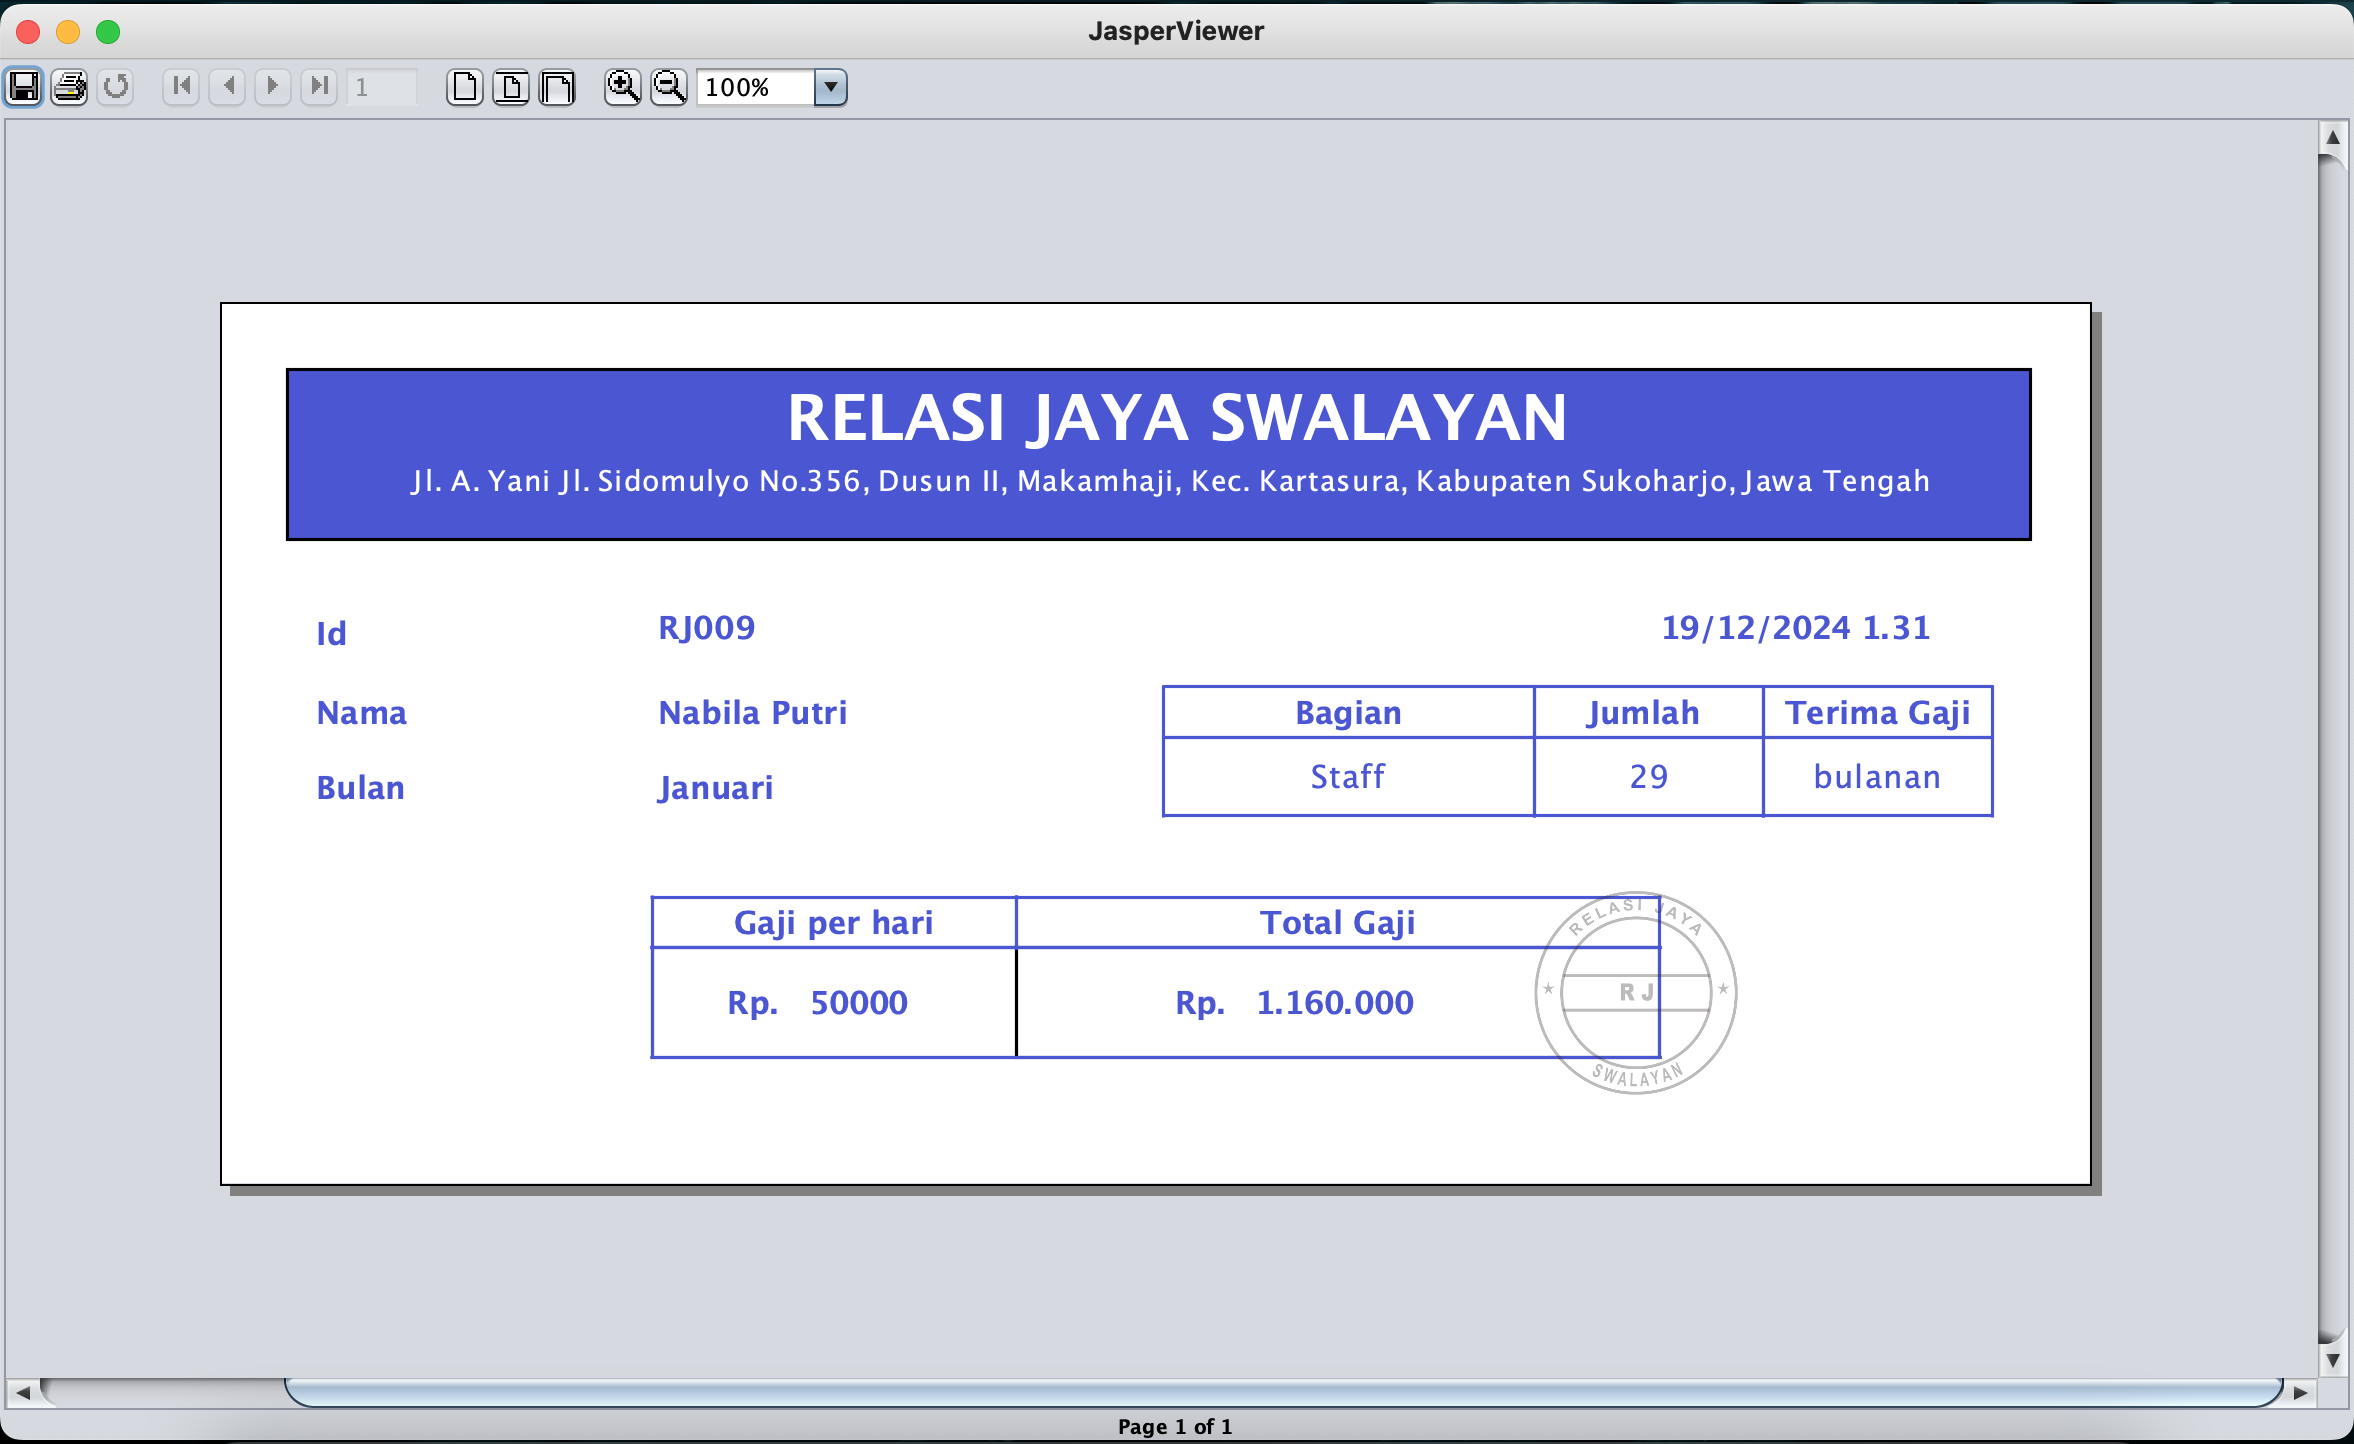 JasperViewer
1
100%
RELASI JAYA SWALAYAN
Jl. A. Yani Jl. Sidomulyo No.356, Dusun II, Makamhaji, Kec. Kartasura, Kabupaten Sukoharjo, Jawa Tengah
Id RJ009 19/12/2024 1.31
Nama Nabila Putri
Bulan Januari
Bagian Jumlah Terima Gaji
Staff 29 bulanan
Gaji per hari Total Gaji
Rp. 50000 Rp. 1.160.000
RELASI JAYA
R J
SWALAYAN
Page 1 of 1